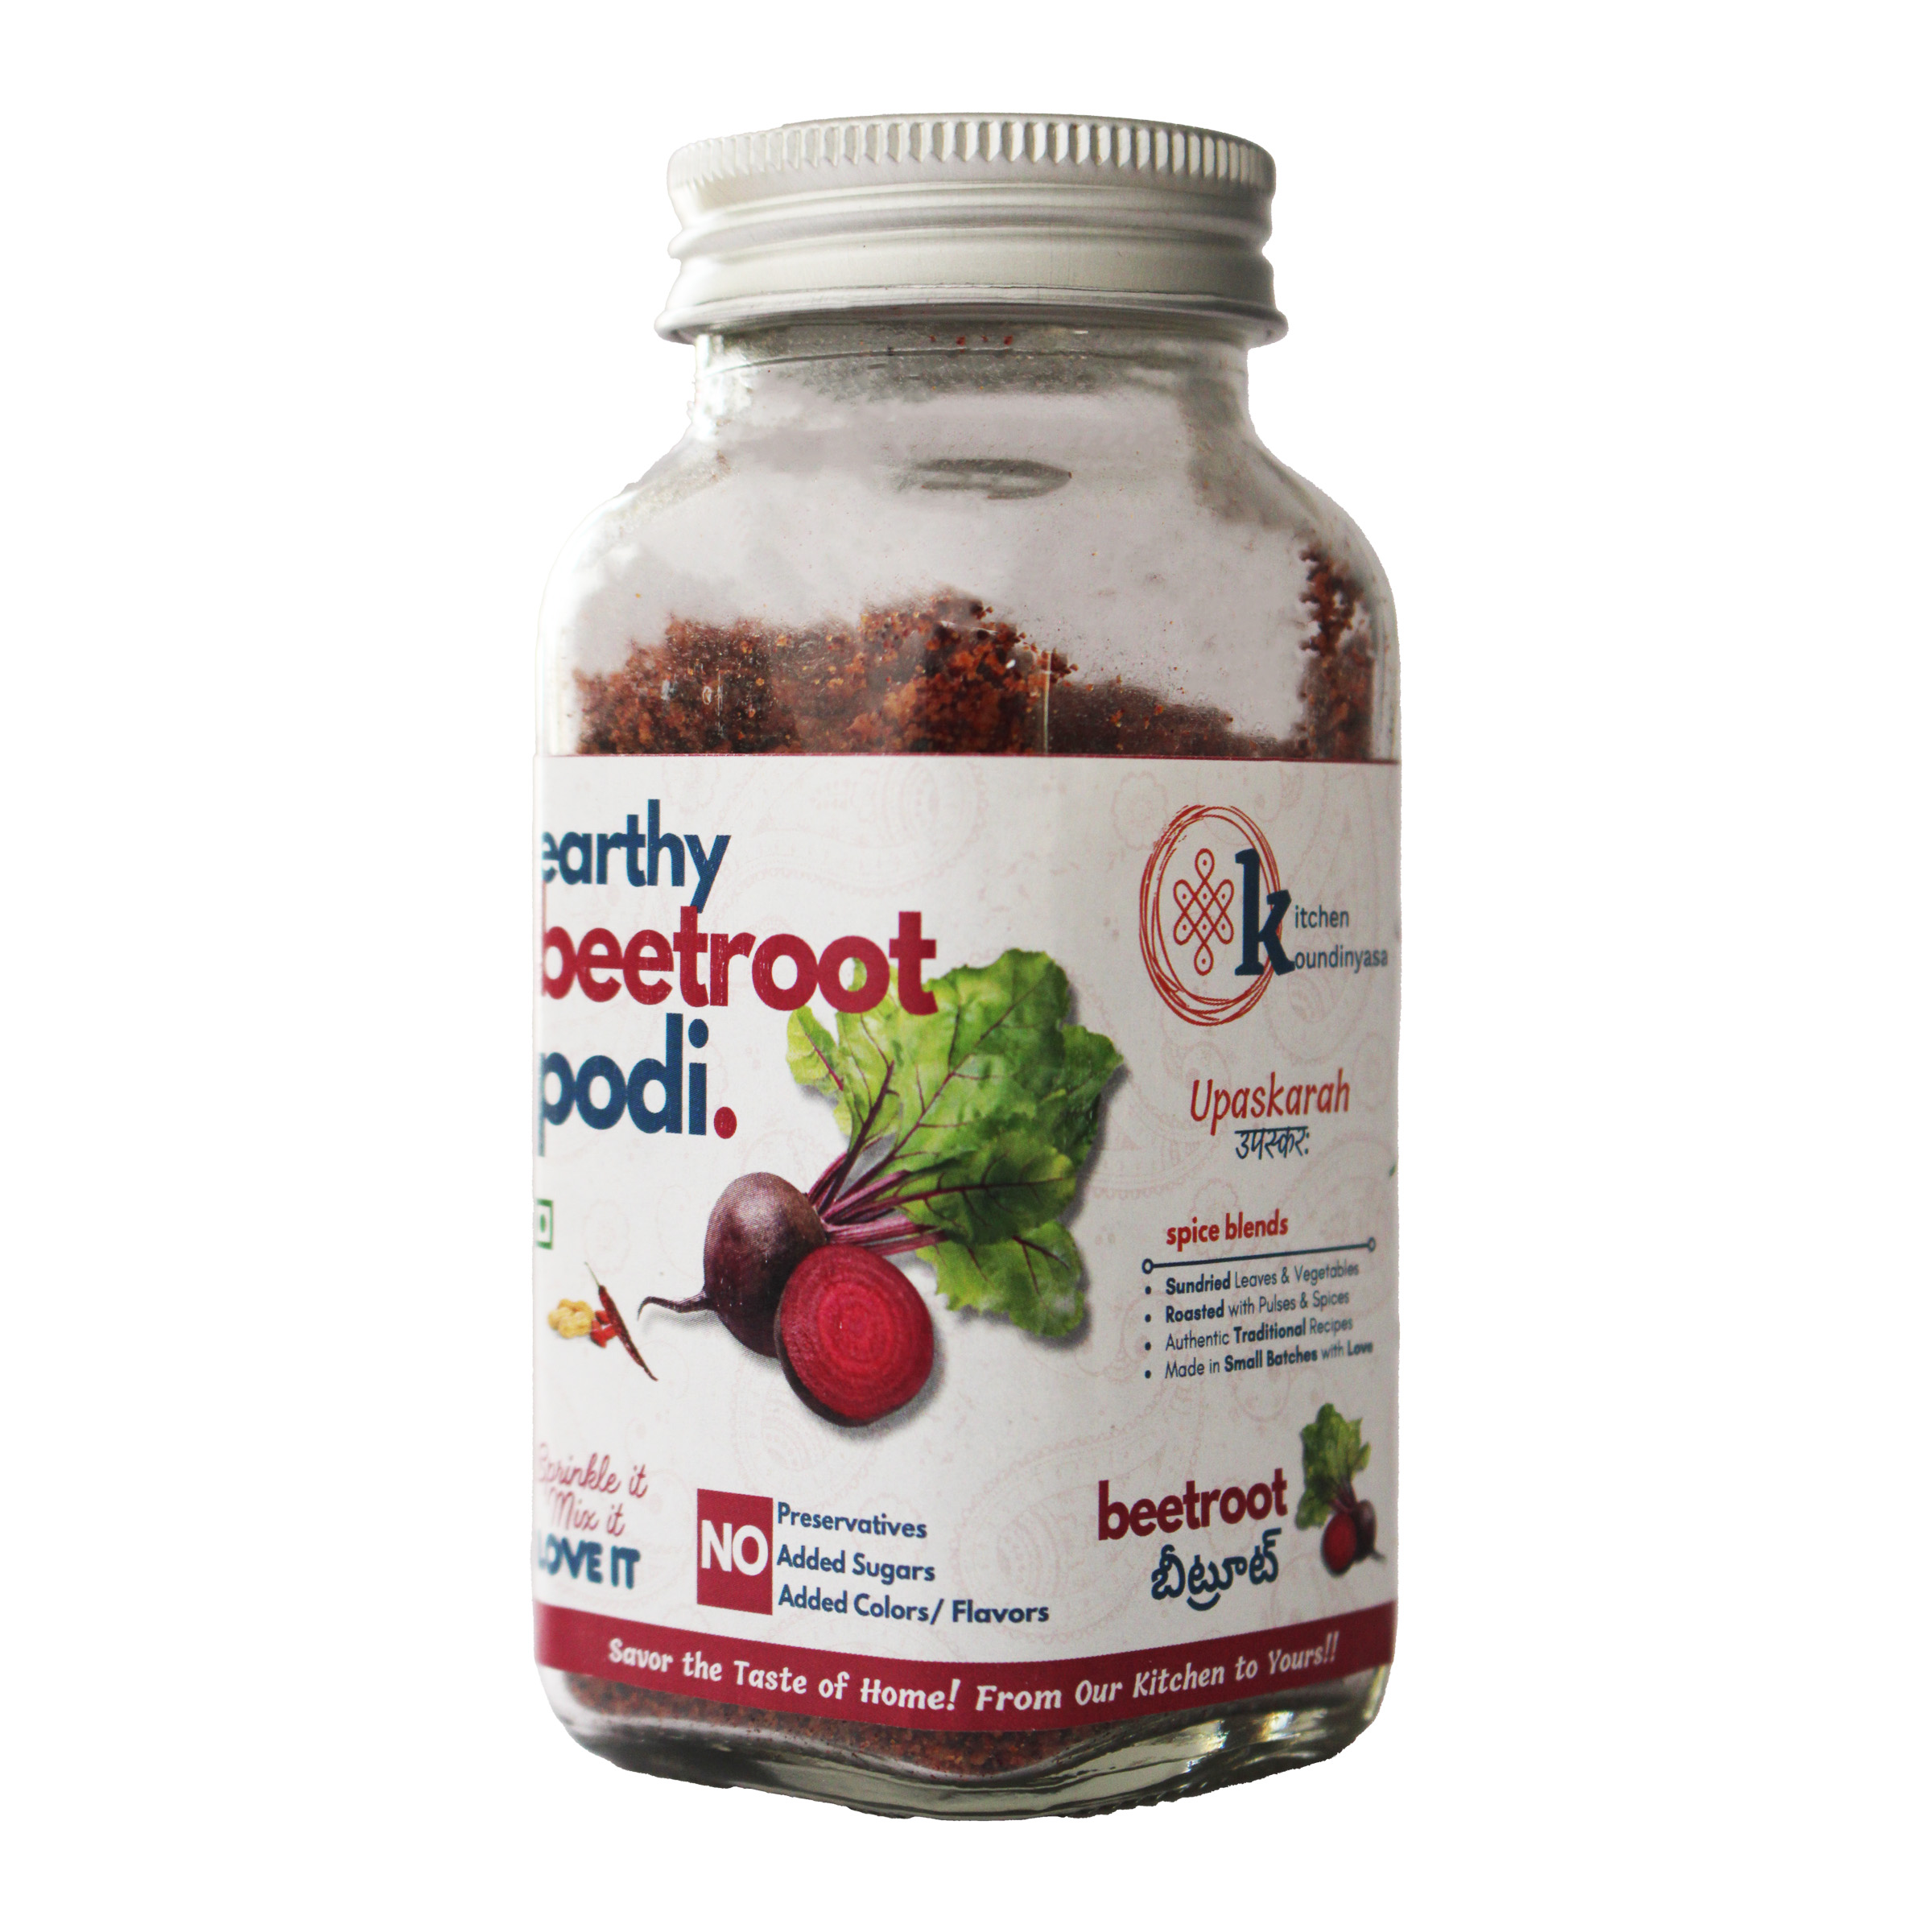 earthy
beetroot
podi.
Sprinkle it
Mix it
LOVE IT
NO
Preservatives
Added Sugars
Added Colors/ Flavors
kitchen
koundinyasa
Upaskarah
उपस्करः
spice blends
• Sundried Leaves & Vegetables
• Roasted with Pulses & Spices
• Authentic Traditional Recipes
• Made in Small Batches with Love
beetroot
బీట్రూట్
Savor the Taste of Home! From Our Kitchen to Yours!!